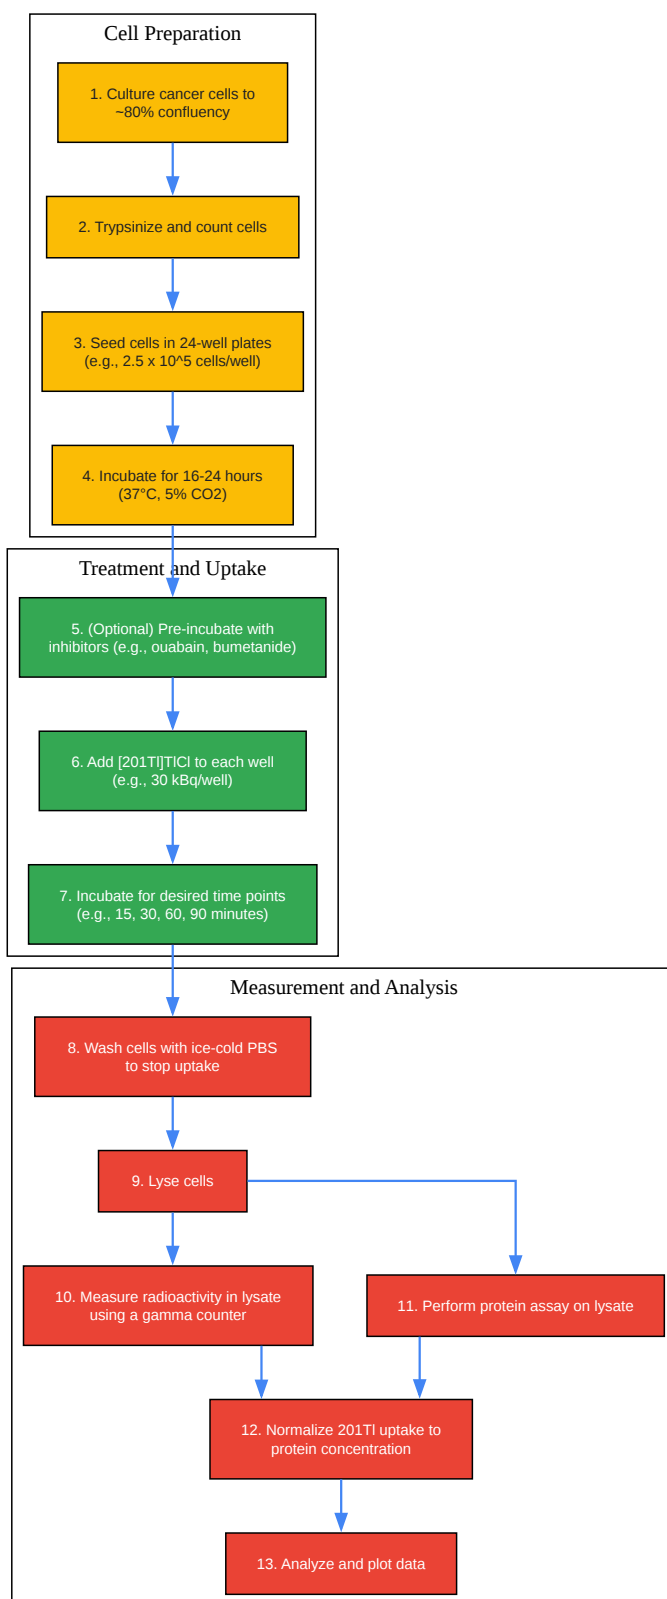 Cell Preparation
1. Culture cancer cells to
~80% confluency
2. Trypsinize and count cells
3. Seed cells in 24-well plates
(e.g., 2.5 x 10^5 cells/well)
4. Incubate for 16-24 hours
(37°C, 5% CO2)
Treatment and Uptake
5. (Optional) Pre-incubate with
inhibitors (e.g., ouabain, bumetanide)
6. Add [201Tl]TlCl to each well
(e.g., 30 kBq/well)
7. Incubate for desired time points
(e.g., 15, 30, 60, 90 minutes)
Measurement and Analysis
8. Wash cells with ice-cold PBS
to stop uptake
9. Lyse cells
10. Measure radioactivity in lysate
using a gamma counter
11. Perform protein assay on lysate
12. Normalize 201Tl uptake to
protein concentration
13. Analyze and plot data